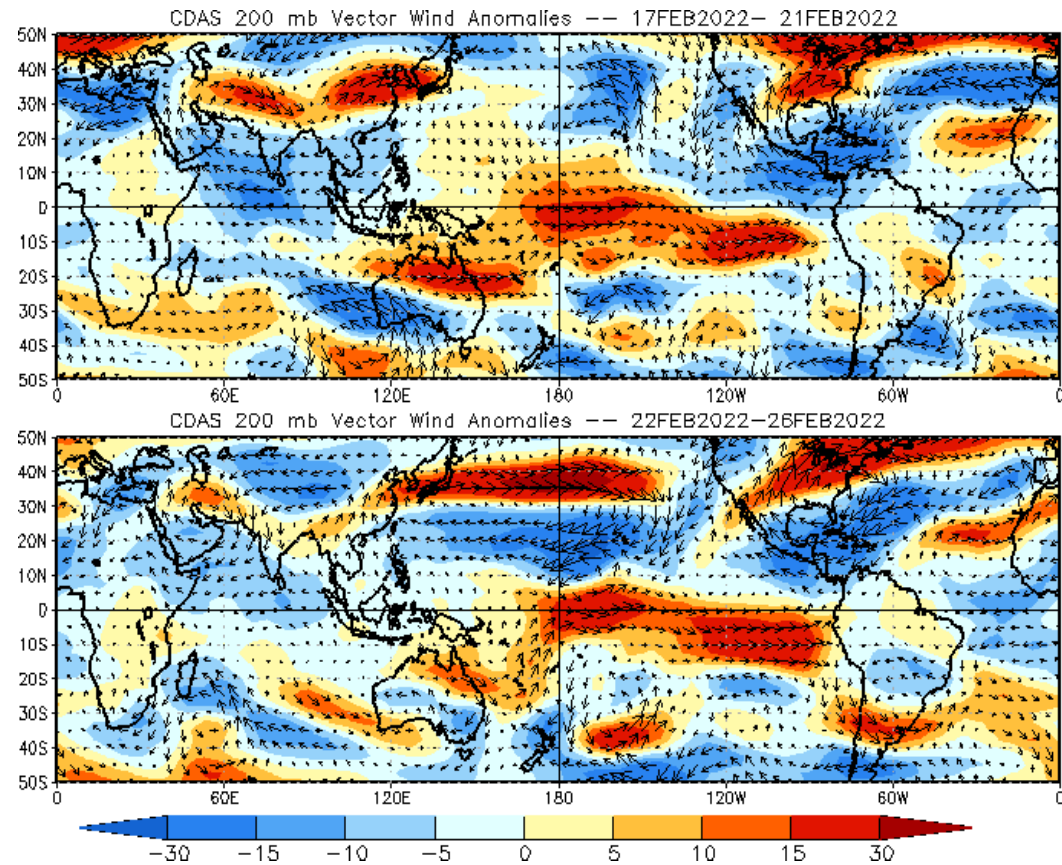 CDAS 200 mb Vector Wind Anomalies -- 17FEB2022- 21FEB2022
50N
40N
30N
20N
10N
0
10S
20S
30S
40S
50S
0 60E 120E 180 120W 60W 0
CDAS 200 mb Vector Wind Anomalies -- 22FEB2022-26FEB2022
50N
40N
30N
20N
10N
0
10S
20S
30S
40S
50S
0 60E 120E 180 120W 60W 0
-30 -15 -10 -5 0 5 10 15 30